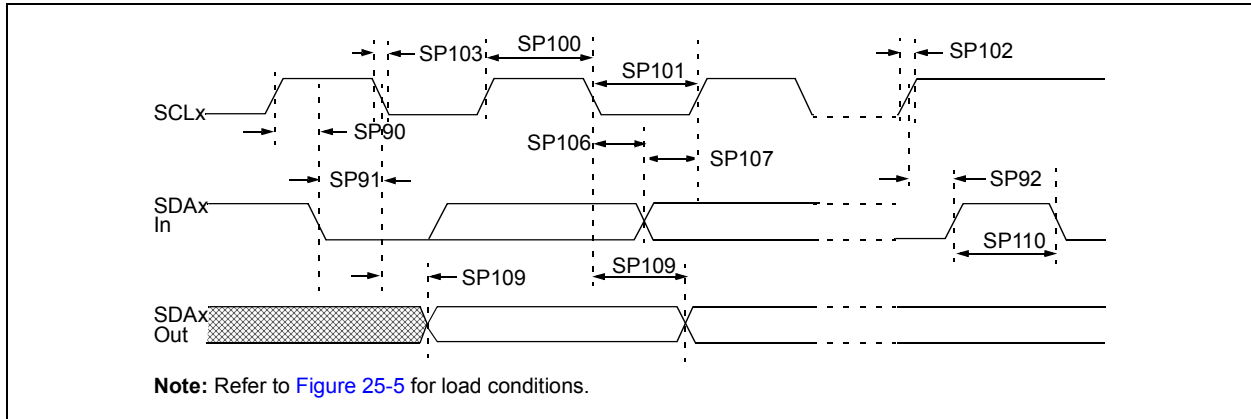 SP103
SP100
SP102
SP101
SCLx
SP90
SP106
SP107
SP91
SP92
SDAx
In
SP110
SP109
SP109
SDAx
Out
Note: Refer to Figure 25-5 for load conditions.